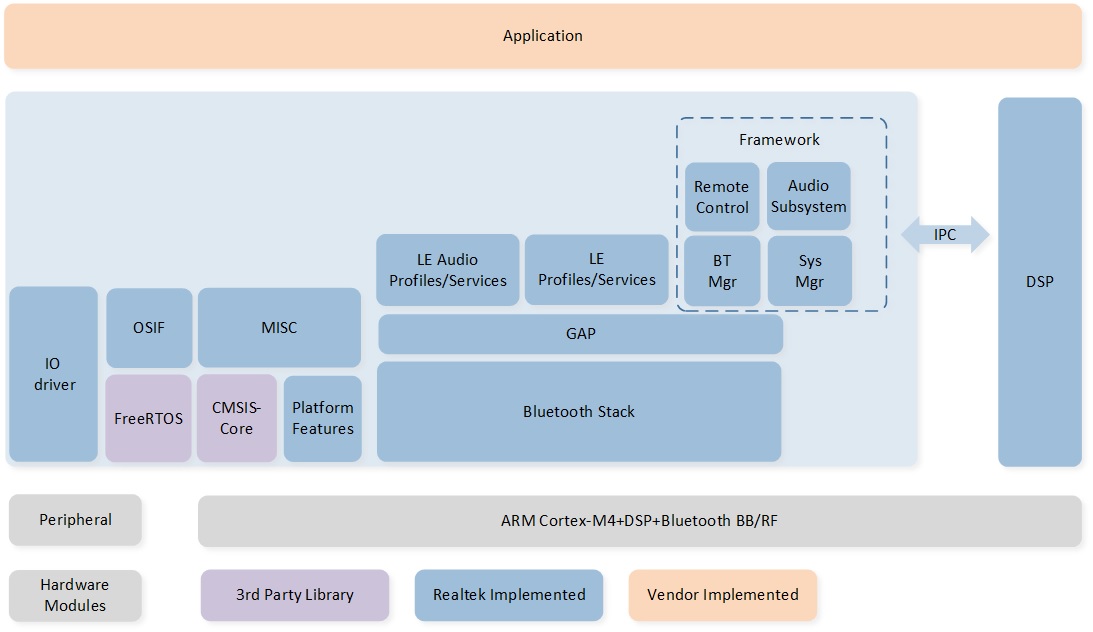 Application
Framework
Remote
Control
Audio
Subsystem
BT
Mgr
Sys
Mgr
IPC
DSP
LE Audio
Profiles/Services
LE
Profiles/Services
GAP
Bluetooth Stack
IO
driver
OSIF
MISC
FreeRTOS
CMSIS-
Core
Platform
Features
Peripheral
ARM Cortex-M4+DSP+Bluetooth BB/RF
Hardware
Modules
3rd Party Library
Realtek Implemented
Vendor Implemented